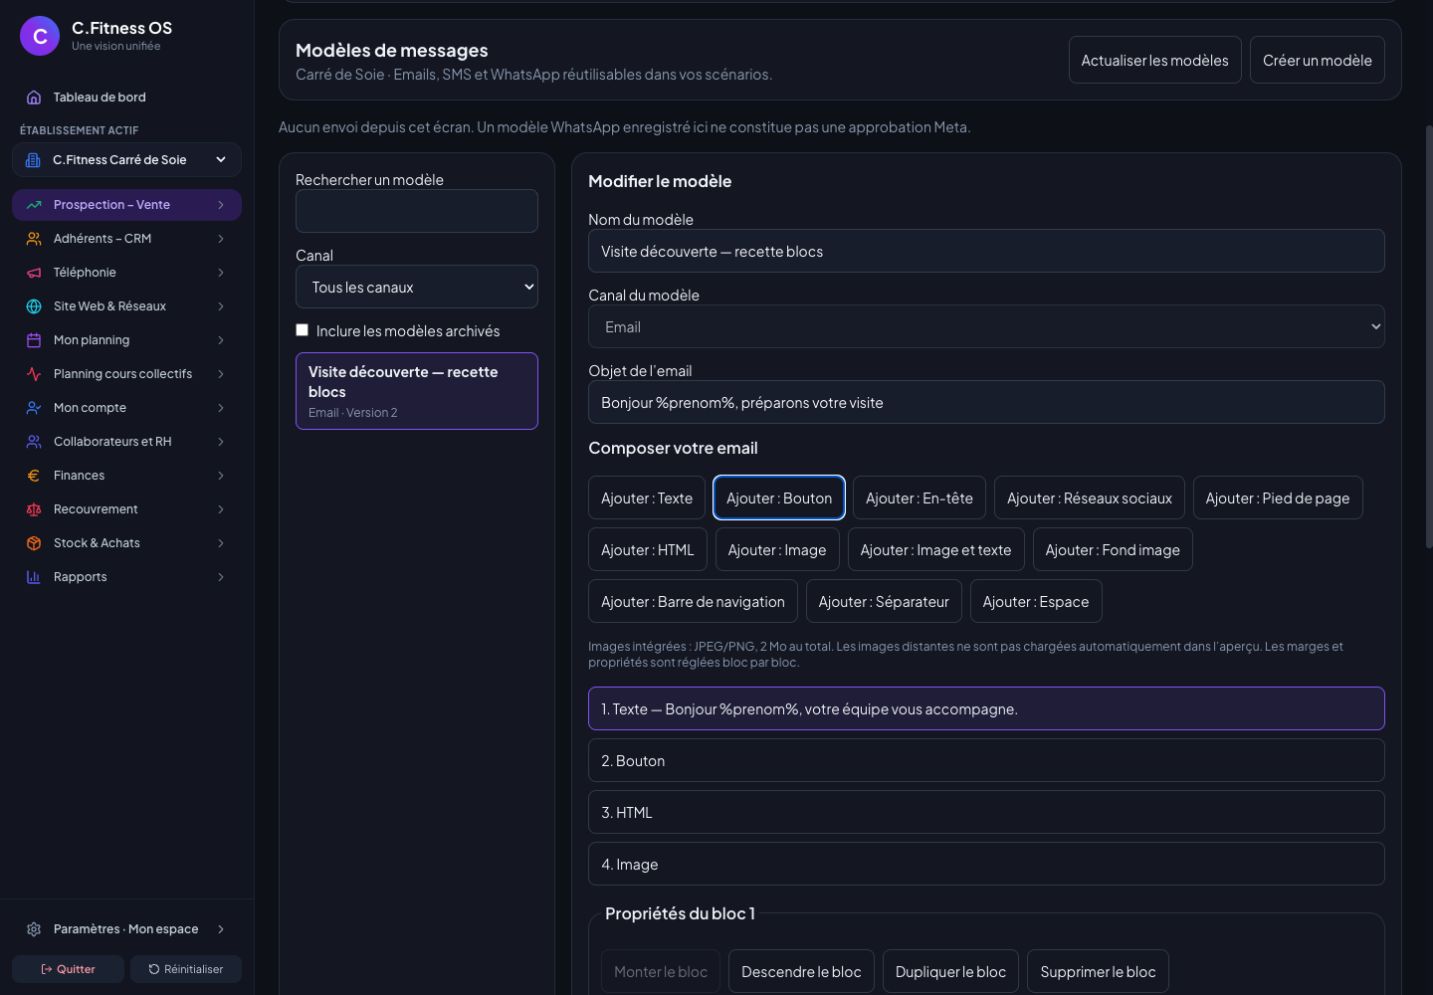 C
C.Fitness OS
Une vision unifiée
Tableau de bord
ÉTABLISSEMENT ACTIF
C.Fitness Carré de Soie
Prospection – Vente
Adhérents – CRM
Téléphonie
Site Web & Réseaux
Mon planning
Planning cours collectifs
Mon compte
Collaborateurs et RH
Finances
Recouvrement
Stock & Achats
Rapports
Paramètres · Mon espace
Quitter
Réinitialiser
Modèles de messages
Carré de Soie · Emails, SMS et WhatsApp réutilisables dans vos scénarios.
Actualiser les modèles
Créer un modèle
Aucun envoi depuis cet écran. Un modèle WhatsApp enregistré ici ne constitue pas une approbation Meta.
Rechercher un modèle
Canal
Tous les canaux
Inclure les modèles archivés
Visite découverte — recette
blocs
Email · Version 2
Modifier le modèle
Nom du modèle
Visite découverte — recette blocs
Canal du modèle
Email
Objet de l'email
Bonjour %prenom%, préparons votre visite
Composer votre email
Ajouter : Texte
Ajouter : Bouton
Ajouter : En-tête
Ajouter : Réseaux sociaux
Ajouter : Pied de page
Ajouter : HTML
Ajouter : Image
Ajouter : Image et texte
Ajouter : Fond image
Ajouter : Barre de navigation
Ajouter : Séparateur
Ajouter : Espace
Images intégrées : JPEG/PNG, 2 Mo au total. Les images distantes ne sont pas chargées automatiquement dans l'aperçu. Les marges et
propriétés sont réglées bloc par bloc.
1. Texte — Bonjour %prenom%, votre équipe vous accompagne.
2. Bouton
3. HTML
4. Image
Propriétés du bloc 1
Monter le bloc
Descendre le bloc
Dupliquer le bloc
Supprimer le bloc